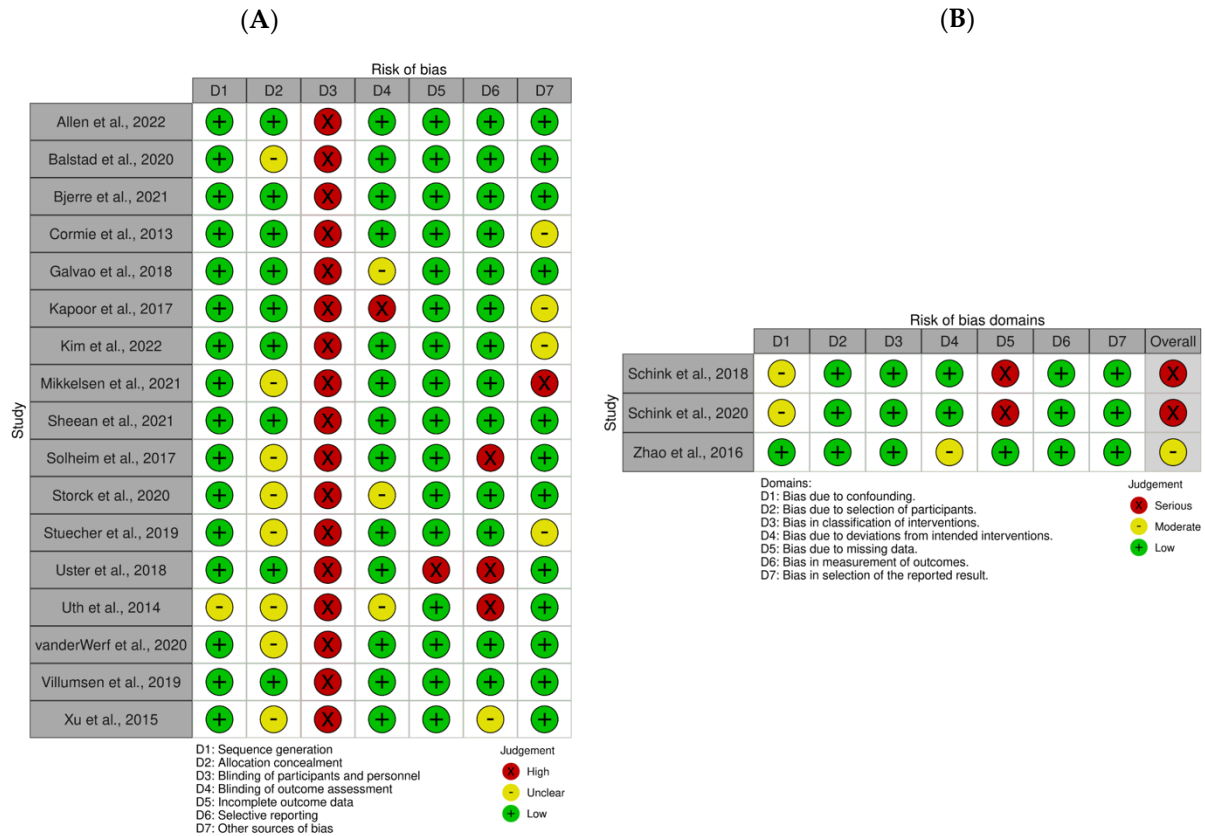 (A)
Risk of bias
D1 D2 D3 D4 D5 D6 D7
Study
Allen et al., 2022 + + X + + + +
Balstad et al., 2020 + - X + + + +
Bjerre et al., 2021 + + X + + + +
Cormie et al., 2013 + + X + + + -
Galvao et al., 2018 + + X - + + +
Kapoor et al., 2017 + + X X + + -
Kim et al., 2022 + + X + + + -
Mikkelsen et al., 2021 + - X + + + X
Sheean et al., 2021 + + X + + + +
Solheim et al., 2017 + - X + + X +
Storck et al., 2020 + - X - + + +
Stuecher et al., 2019 + - X + + + -
Uster et al., 2018 + + X + X X +
Uth et al., 2014 - - X - + X +
vanderWerf et al., 2020 + - X + + + +
Villumsen et al., 2019 + + X + + + +
Xu et al., 2015 + - X + + - +
D1: Sequence generation
D2: Allocation concealment
D3: Blinding of participants and personnel
D4: Blinding of outcome assessment
D5: Incomplete outcome data
D6: Selective reporting
D7: Other sources of bias
Judgement
X High
- Unclear
+ Low
(B)
Risk of bias domains
D1 D2 D3 D4 D5 D6 D7 Overall
Study
Schink et al., 2018 - + + + X + + X
Schink et al., 2020 - + + + X + + X
Zhao et al., 2016 + + + - + + + -
Domains:
D1: Bias due to confounding.
D2: Bias due to selection of participants.
D3: Bias in classification of interventions.
D4: Bias due to deviations from intended interventions.
D5: Bias due to missing data.
D6: Bias in measurement of outcomes.
D7: Bias in selection of the reported result.
Judgement
X Serious
- Moderate
+ Low